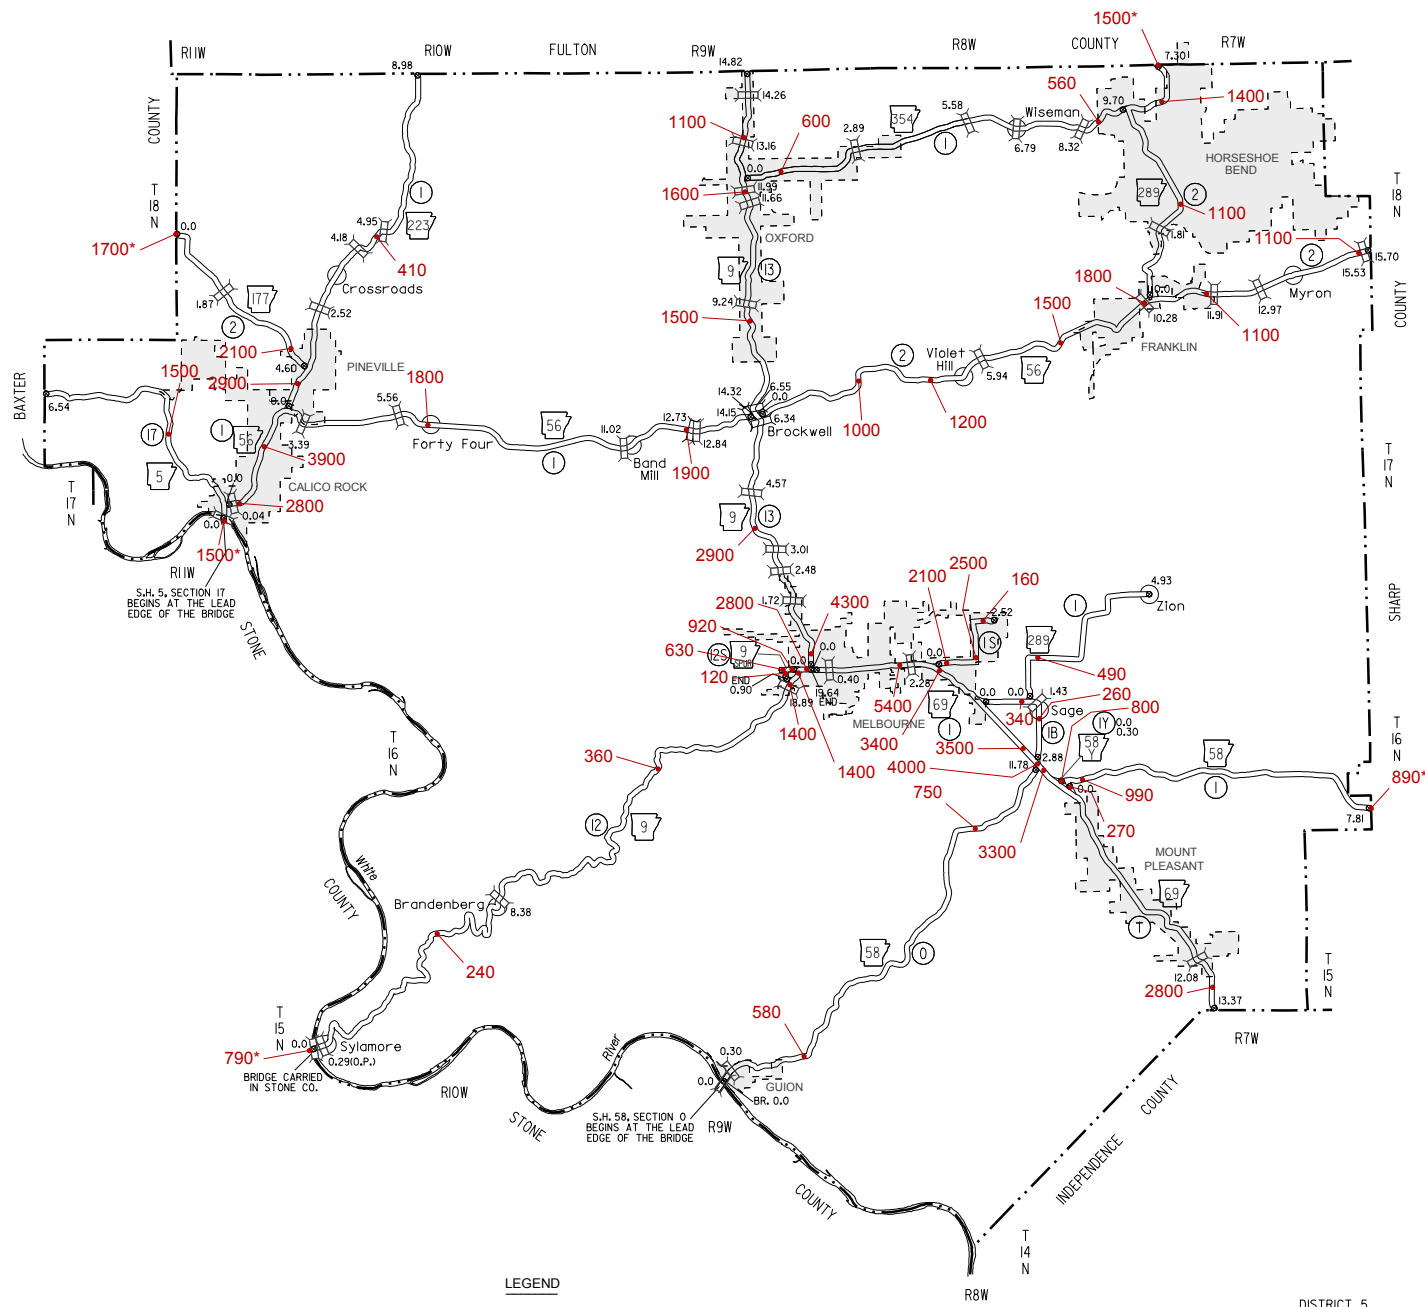 1500*
R11W
R10W
FULTON
R9W
R8W
COUNTY
R7W
8.98
14.82
7.30
COUNTY
14.26
560
9.70
1400
5.58
Wiseman
600
354
1100
2.89
13.16
1
6.79
8.32
HORSESHOE
BEND
T
18
N
0.0
1
11.99
1600
11.66
289
2
T
18
N
0.0
4.95
223
1100
1700*
4.18
410
OXFORD
1.81
1100
9
13
2
15.70
15.53
Crossroads
1.87
177
2.52
9.24
1800
0.0
Myron
COUNTY
2
1500
1500
10.28
11.91
12.97
1100
2100
FRANKLIN
1500
4.60
PINEVILLE
2
Violet
Hill
5.94
56
2900
1800
14.32
6.55
0.0
BAXTER
6.54
0.0
5.56
12.73
14.15
6.34
1000
1200
17
1
56
3.39
56
11.02
12.84
Brockwell
Forty Four
1
3900
Band
Mill
1900
5
0.0
CALICO ROCK
4.57
T
17
N
T
17
N
2800
0.04
0.0
9
13
1500*
2900
R11W
3.01
S.H. 5, SECTION 17
BEGINS AT THE LEAD
EDGE OF THE BRIDGE
2.48
2500
2100
160
4.93
STONE
1.72
2800
4300
2.52
1
Zion
SHARP
920
630
12S
9
SPUR
0.0
0.0
0.0
1S
289
120
END
0.90
0.40
490
18.89
19.64
END
5400
2.28
0.0
0.0
1.43
260
MELBOURNE
69
340
Sage
800
1400
3400
1
1B
1Y
0.0
0.30
T
16
N
360
1400
3500
58
Y
58
T
16
N
4000
11.78
2.88
1
890*
750
0.0
990
7.81
12
9
270
3300
MOUNT
PLEASANT
White
COUNTY
Brandenberg
8.38
69
T
58
0
240
12.08
T
15
N
2800
13.37
T
15
N
580
0.0
Sylamore
790*
0.29(O.P.)
River
0.30
R7W
BRIDGE CARRIED
IN STONE CO.
0.0
GUION
R10W
BR. 0.0
STONE
S.H. 58, SECTION 0
BEGINS AT THE LEAD
EDGE OF THE BRIDGE
R9W
COUNTY
INDEPENDENCE
COUNTY
T
14
N
LEGEND
R8W
DISTRICT 5